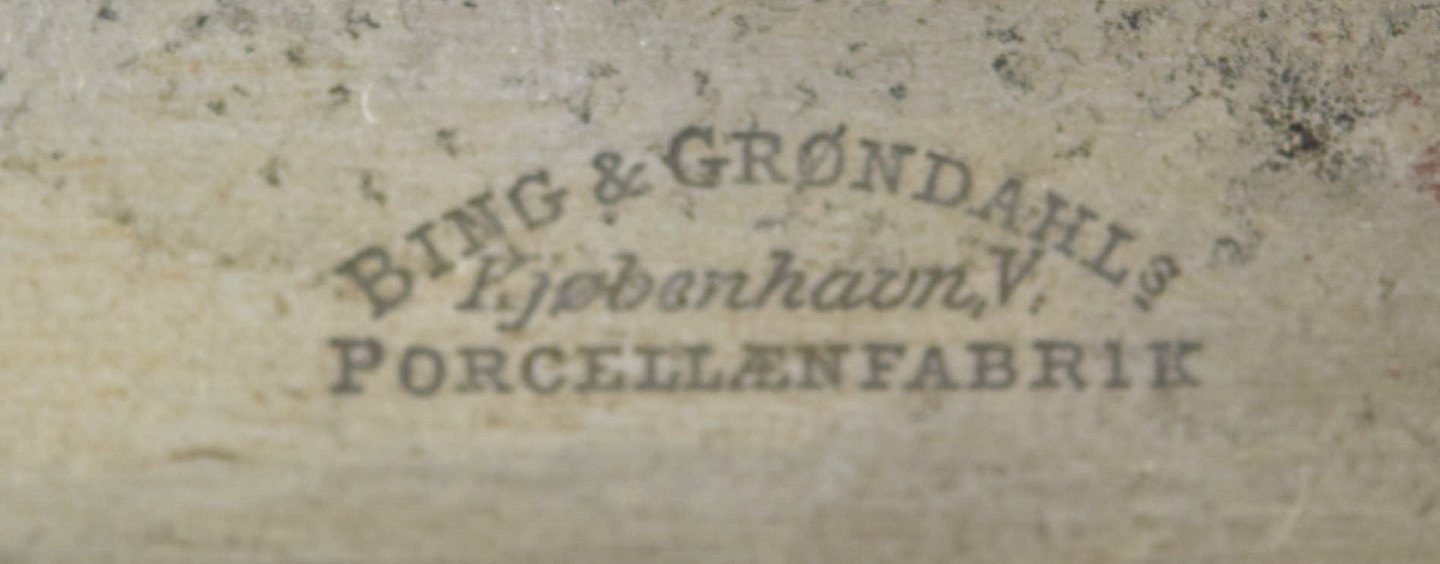 BING & GRØNDAHLS
Kjøbenhavn, V.
PORCELLÆNFABRIK